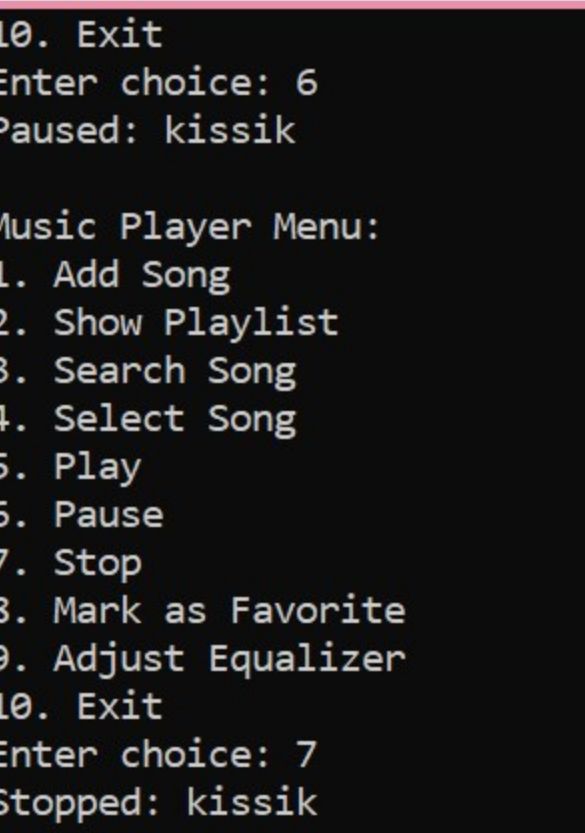 10. Exit
Enter choice: 6
Paused: kissik
Music Player Menu:
1. Add Song
2. Show Playlist
3. Search Song
4. Select Song
5. Play
6. Pause
7. Stop
8. Mark as Favorite
9. Adjust Equalizer
10. Exit
Enter choice: 7
Stopped: kissik